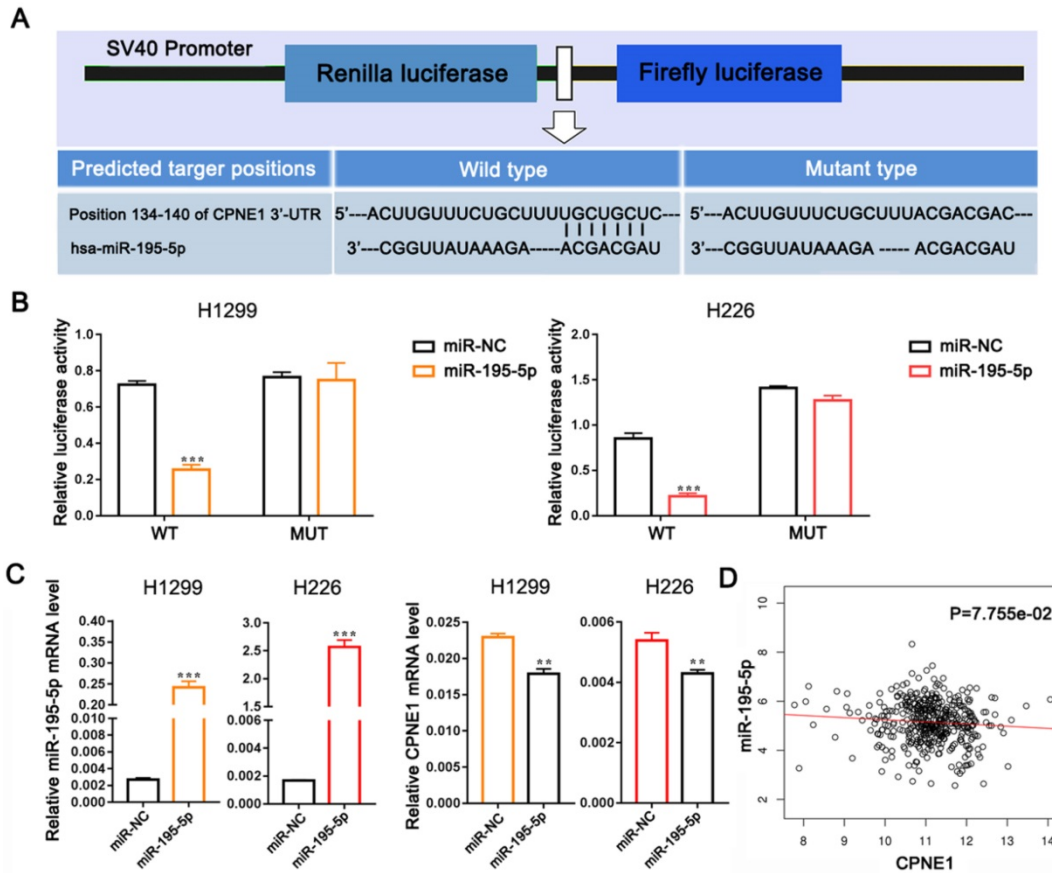 A
SV40 Promoter
Renilla luciferase
Firefly luciferase
Predicted targer positions
Wild type
Mutant type
Position 134-140 of CPNE1 3'-UTR
5'---ACUUGUUUCUGCUUUUGCUGCUC---
5'---ACUUGUUUCUGCUUUACGACGAC---
hsa-miR-195-5p
3'---CGGUUAUAAAGA-----ACGACGAU
3'---CGGUUAUAAAGA ----- ACGACGAU
B
H1299
Relative luciferase activity
1.0
0.8
0.6
0.4
0.2
0.0
***
WT
MUT
miR-NC
miR-195-5p
H226
Relative luciferase activity
2.0
1.5
1.0
0.5
0.0
***
WT
MUT
miR-NC
miR-195-5p
C
H1299
Relative miR-195-5p mRNA level
0.40
0.35
0.30
0.25
0.20
0.010
0.008
0.006
0.004
0.002
0.000
***
miR-NC
miR-195-5p
H226
3.0
2.5
2.0
1.5
0.006
0.004
0.002
0.000
***
miR-NC
miR-195-5p
H1299
Relative CPNE1 mRNA level
0.025
0.020
0.015
0.010
0.005
0.000
**
miR-NC
miR-195-5p
H226
0.006
0.004
0.002
0.000
**
miR-NC
miR-195-5p
D
P=7.755e-02
miR-195-5p
10
8
6
4
2
8
9
10
11
12
13
14
CPNE1